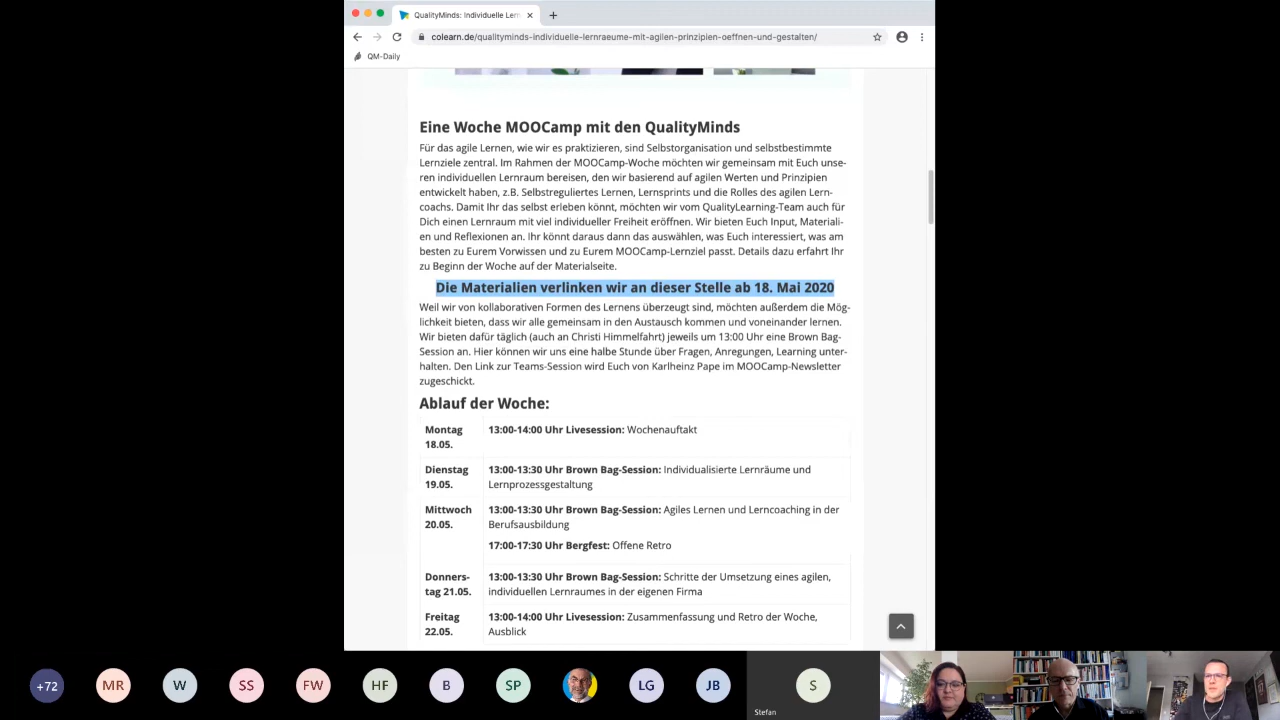 QualityMinds: Individuelle Lern
colearn.de/qualityminds-individuelle-lernraeume-mit-agilen-prinzipien-oeffnen-und-gestalten/
QM-Daily
Eine Woche MOOCamp mit den QualityMinds
Für das agile Lernen, wie wir es praktizieren, sind Selbstorganisation und selbstbestimmte
Lernziele zentral. Im Rahmen der MOOCamp-Woche möchten wir gemeinsam mit Euch unse-
ren individuellen Lernraum bereisen, den wir basierend auf agilen Werten und Prinzipien
entwickelt haben, z.B. Selbstreguliertes Lernen, Lernsprints und die Rolles des agilen Lern-
coachs. Damit Ihr das selbst erleben könnt, möchten wir vom QualityLearning-Team auch für
Dich einen Lernraum mit viel individueller Freiheit eröffnen. Wir bieten Euch Input, Materiali-
en und Reflexionen an. Ihr könnt daraus dann das auswählen, was Euch interessiert, was am
besten zu Eurem Vorwissen und zu Eurem MOOCamp-Lernziel passt. Details dazu erfahrt Ihr
zu Beginn der Woche auf der Materialseite.
Die Materialien verlinken wir an dieser Stelle ab 18. Mai 2020
Weil wir von kollaborativen Formen des Lernens überzeugt sind, möchten außerdem die Mög-
lichkeit bieten, dass wir alle gemeinsam in den Austausch kommen und voneinander lernen.
Wir bieten dafür täglich (auch an Christi Himmelfahrt) jeweils um 13:00 Uhr eine Brown Bag-
Session an. Hier können wir uns eine halbe Stunde über Fragen, Anregungen, Learning unter-
halten. Den Link zur Teams-Session wird Euch von Karlheinz Pape im MOOCamp-Newsletter
zugeschickt.
Ablauf der Woche:
Montag 13:00-14:00 Uhr Livesession: Wochenauftakt
18.05.
Dienstag 13:00-13:30 Uhr Brown Bag-Session: Individualisierte Lernräume und
19.05. Lernprozessgestaltung
Mittwoch 13:00-13:30 Uhr Brown Bag-Session: Agiles Lernen und Lerncoaching in der
20.05. Berufsausbildung
17:00-17:30 Uhr Bergfest: Offene Retro
Donners- 13:00-13:30 Uhr Brown Bag-Session: Schritte der Umsetzung eines agilen,
tag 21.05. individuellen Lernraumes in der eigenen Firma
Freitag 13:00-14:00 Uhr Livesession: Zusammenfassung und Retro der Woche,
22.05. Ausblick
+72 MR W SS FW HF B SP LG JB S
Stefan